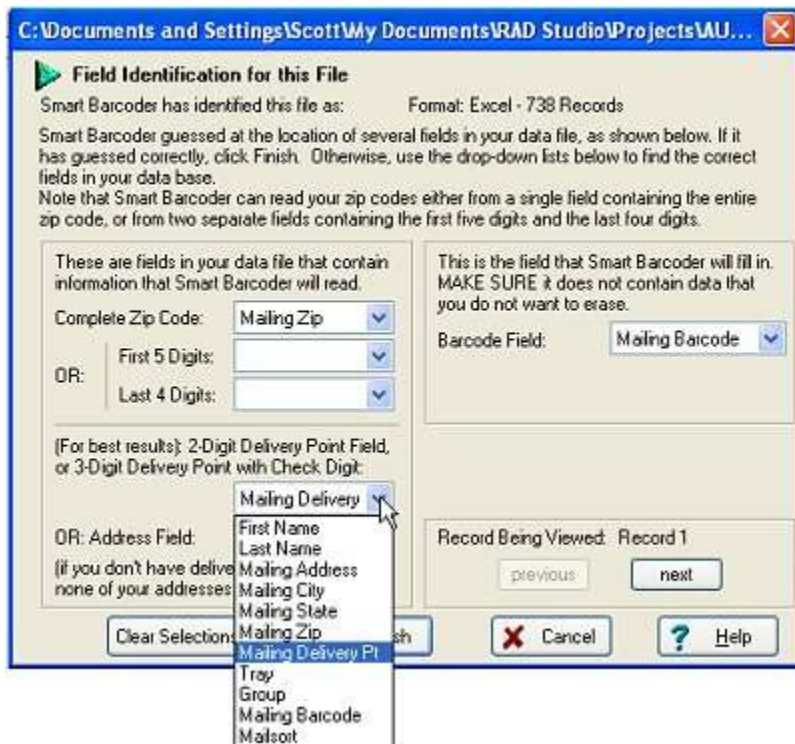 C:\Documents and Settings\Scott\My Documents\RAD Studio\Projects\AU...
Field Identification for this File
Smart Barcoder has identified this file as: Format: Excel - 738 Records
Smart Barcoder guessed at the location of several fields in your data file, as shown below. If it
has guessed correctly, click Finish. Otherwise, use the drop-down lists below to find the correct
fields in your data base.
Note that Smart Barcoder can read your zip codes either from a single field containing the entire
zip code, or from two separate fields containing the first five digits and the last four digits.
These are fields in your data file that contain
information that Smart Barcoder will read.
Complete Zip Code: Mailing Zip
OR:
First 5 Digits:
Last 4 Digits:
(For best results): 2-Digit Delivery Point Field,
or 3-Digit Delivery Point with Check Digit:
Mailing Delivery
OR: Address Field:
(if you don't have delive
none of your addresses
First Name
Last Name
Mailing Address
Mailing City
Mailing State
Mailing Zip
Mailing Delivery Pt
Tray
Group
Mailing Barcode
Mailsort
This is the field that Smart Barcoder will fill in.
MAKE SURE it does not contain data that
you do not want to erase.
Barcode Field: Mailing Barcode
Record Being Viewed: Record 1
previous next
Clear Selections sh Cancel ? Help